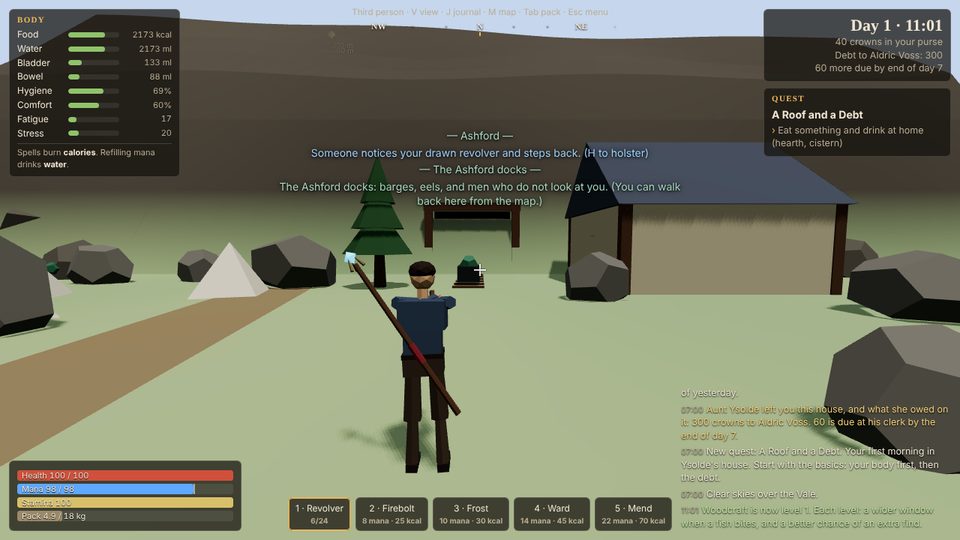 BODY
Food 2173 kcal
Water 2173 ml
Bladder 133 ml
Bowel 88 ml
Hygiene 69%
Comfort 60%
Fatigue 17
Stress 20
Spells burn calories. Refilling mana
drinks water.
Third person · V view · J journal · M map · Tab pack · Esc menu
NW N NE
Day 1 · 11:01
40 crowns in your purse
Debt to Aldric Voss: 300
60 more due by end of day 7
QUEST
A Roof and a Debt
› Eat something and drink at home
(hearth, cistern)
— Ashford —
Someone notices your drawn revolver and steps back. (H to holster)
— The Ashford docks —
The Ashford docks: barges, eels, and men who do not look at you. (You can walk
back here from the map.)
of yesterday.
07:00 Aunt Ysolde left you this house, and what she owed on
it: 300 crowns to Aldric Voss. 60 is due at his clerk by the
end of day 7.
07:00 New quest: A Roof and a Debt. Your first morning in
Ysolde's house. Start with the basics: your body first, then
the debt.
07:00 Clear skies over the Vale.
11:01 Woodcraft is now level 1. Each level: a wider window
when a fish bites, and a better chance of an extra find.
Health 100 / 100
Mana 98 / 98
Stamina 100
Pack 4.9 / 18 kg
1 · Revolver
6/24
2 · Firebolt
8 mana · 25 kcal
3 · Frost
10 mana · 30 kcal
4 · Ward
14 mana · 45 kcal
5 · Mend
22 mana · 70 kcal